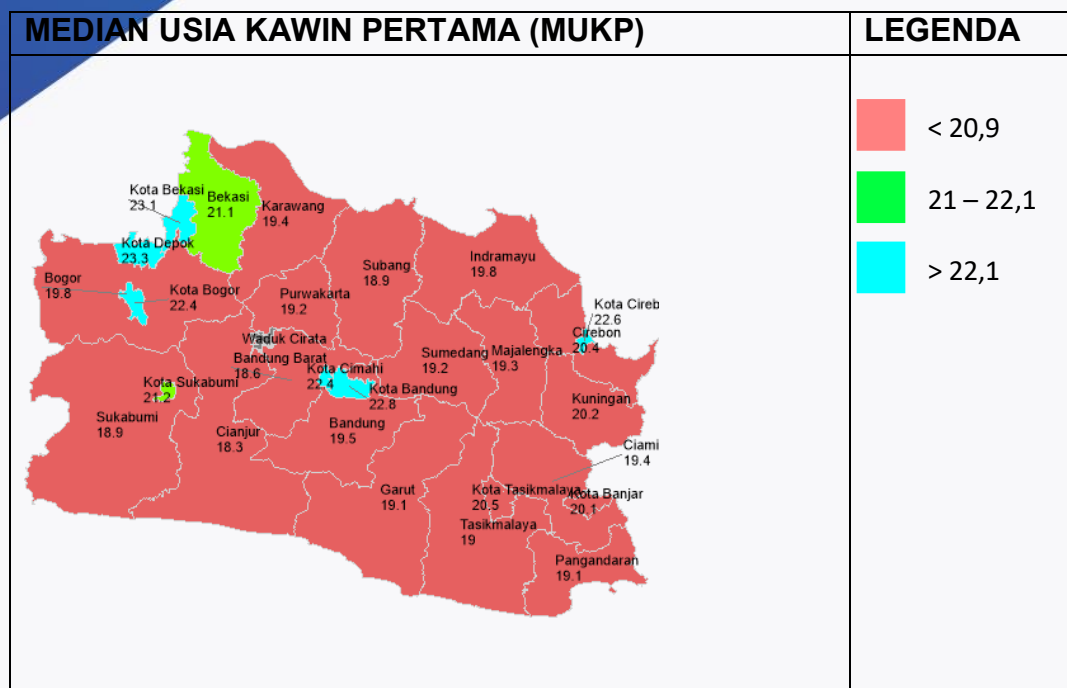 MEDIAN USIA KAWIN PERTAMA (MUKP)
LEGENDA
< 20,9
21 – 22,1
> 22,1
Kota Bekasi
23.1
Bekasi
21.1
Karawang
19.4
Kota Depok
23.3
Bogor
19.8
Kota Bogor
22.4
Purwakarta
19.2
Subang
18.9
Indramayu
19.8
Kota Cireb
22.6
Cirebon
20.4
Waduk Cirata
Bandung Barat
18.6
Kota Cimahi
22.4
Kota Bandung
22.8
Sumedang
19.2
Majalengka
19.3
Kuningan
20.2
Kota Sukabumi
21.2
Sukabumi
18.9
Cianjur
18.3
Bandung
19.5
Ciami
19.4
Garut
19.1
Kota Tasikmalaya
20.5
Kota Banjar
20.1
Tasikmalaya
19
Pangandaran
19.1